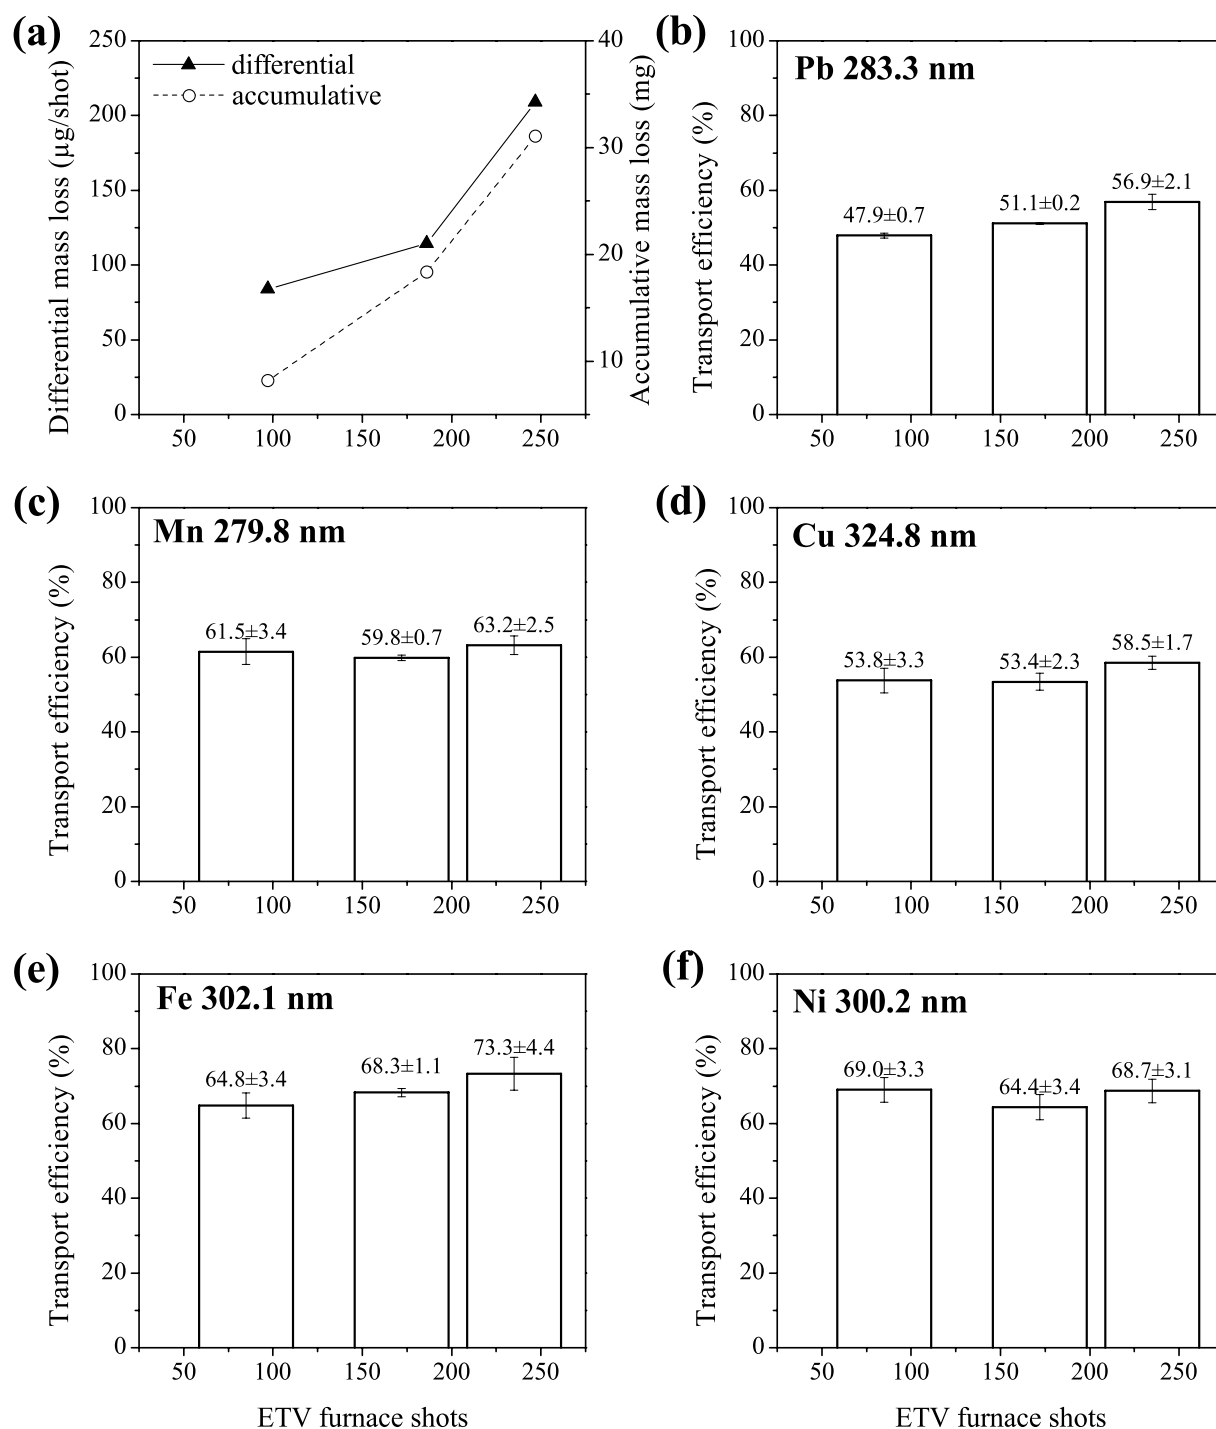 (a)
250
200
150
100
50
0
Differential mass loss (µg/shot)
differential
accumulative
40
30
20
10
Accumulative mass loss (mg)
50 100 150 200 250
(b)
100
80
60
40
20
0
Transport efficiency (%)
Pb 283.3 nm
47.9±0.7
51.1±0.2
56.9±2.1
50 100 150 200 250
(c)
100
80
60
40
20
0
Transport efficiency (%)
Mn 279.8 nm
61.5±3.4
59.8±0.7
63.2±2.5
50 100 150 200 250
(d)
100
80
60
40
20
0
Transport efficiency (%)
Cu 324.8 nm
53.8±3.3
53.4±2.3
58.5±1.7
50 100 150 200 250
(e)
100
80
60
40
20
0
Transport efficiency (%)
Fe 302.1 nm
64.8±3.4
68.3±1.1
73.3±4.4
50 100 150 200 250
ETV furnace shots
(f)
100
80
60
40
20
0
Transport efficiency (%)
Ni 300.2 nm
69.0±3.3
64.4±3.4
68.7±3.1
50 100 150 200 250
ETV furnace shots